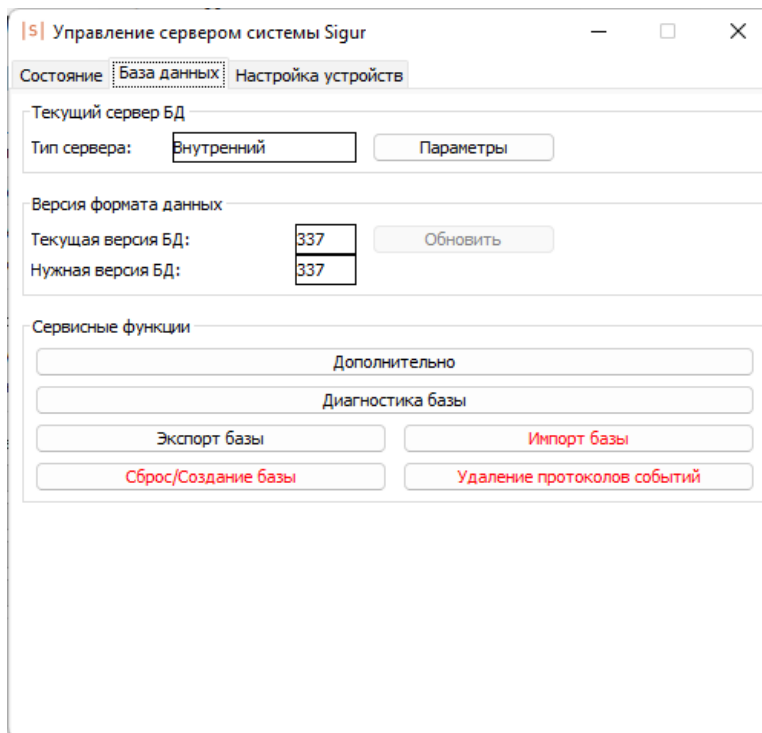 |S| Управление сервером системы Sigur
Состояние База данных Настройка устройств
Текущий сервер БД
Тип сервера: Внутренний Параметры
Версия формата данных
Текущая версия БД: 337 Обновить
Нужная версия БД: 337
Сервисные функции
Дополнительно
Диагностика базы
Экспорт базы Импорт базы
Сброс/Создание базы Удаление протоколов событий